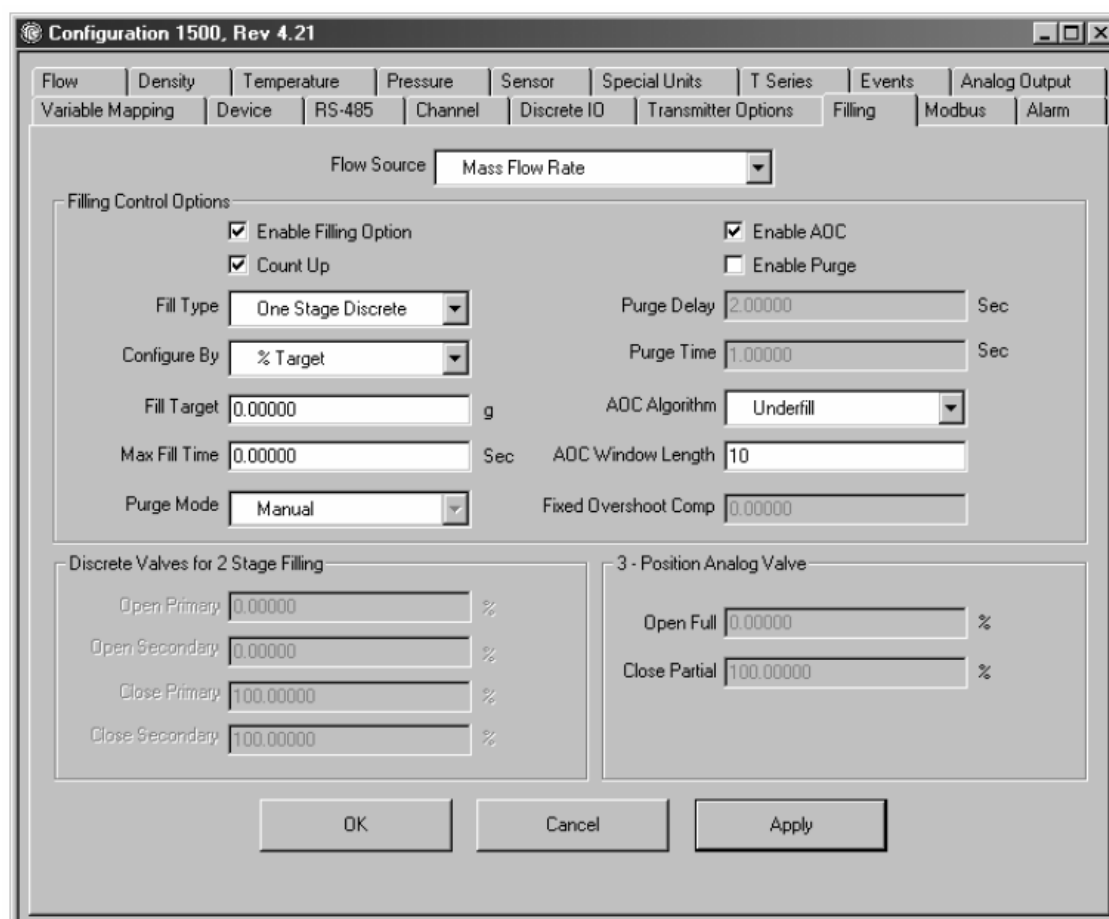 Configuration 1500, Rev 4.21
Flow Density Temperature Pressure Sensor Special Units T Series Events Analog Output
Variable Mapping Device RS-485 Channel Discrete IO Transmitter Options Filling Modbus Alarm
Flow Source Mass Flow Rate
Filling Control Options
Enable Filling Option Enable AOC
Count Up Enable Purge
Fill Type One Stage Discrete Purge Delay 2.00000 Sec
Configure By % Target Purge Time 1.00000 Sec
Fill Target 0.00000 g AOC Algorithm Underfill
Max Fill Time 0.00000 Sec AOC Window Length 10
Purge Mode Manual Fixed Overshoot Comp 0.00000
Discrete Valves for 2 Stage Filling 3 - Position Analog Valve
Open Primary 0.00000 % Open Full 0.00000 %
Open Secondary 0.00000 % Close Partial 100.00000 %
Close Primary 100.00000 %
Close Secondary 100.00000 %
OK Cancel Apply